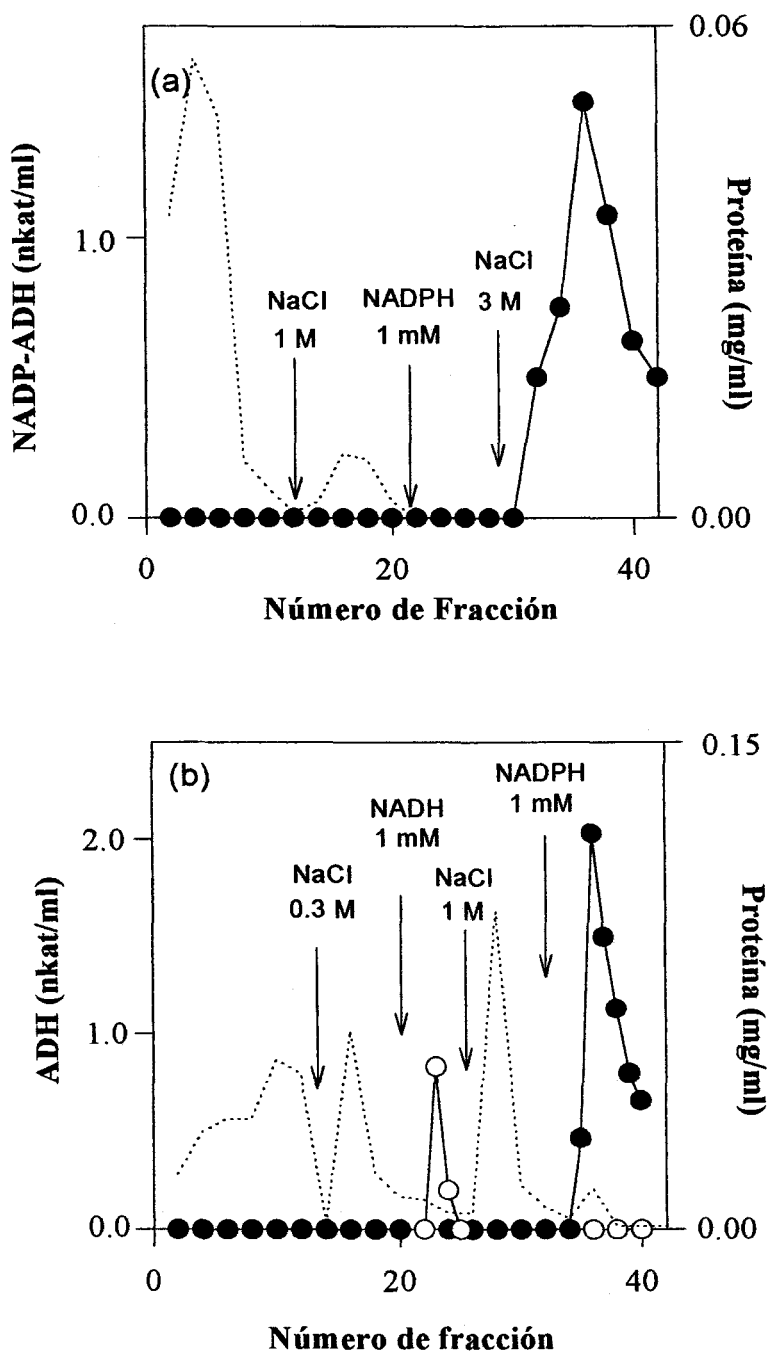 (a)
0.06
NADP-ADH (nkat/ml)
Proteína (mg/ml)
1.0
NaCl
1 M
NADPH
1 mM
NaCl
3 M
0.0
0.00
0
20
40
Número de Fracción
(b)
0.15
ADH (nkat/ml)
Proteína (mg/ml)
2.0
NADPH
1 mM
NADH
1 mM
NaCl
0.3 M
NaCl
1 M
1.0
0.0
0.00
0
20
40
Número de fracción